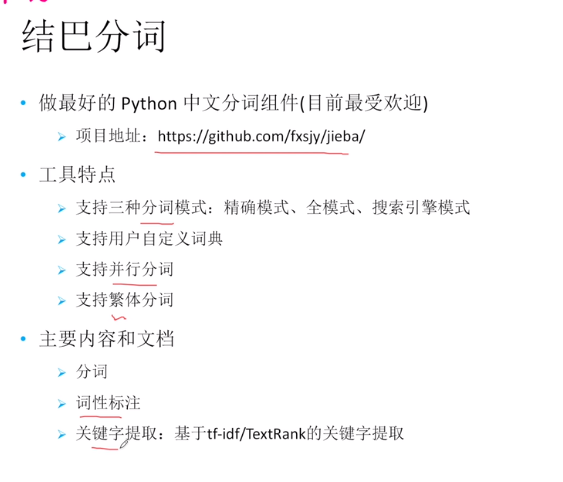 结巴分词
• 做最好的 Python 中文分词组件(目前最受欢迎)
➢ 项目地址：https://github.com/fxsjy/jieba/
• 工具特点
➢ 支持三种分词模式：精确模式、全模式、搜索引擎模式
➢ 支持用户自定义词典
➢ 支持并行分词
➢ 支持繁体分词
• 主要内容和文档
➢ 分词
➢ 词性标注
➢ 关键字提取：基于tf-idf/TextRank的关键字提取